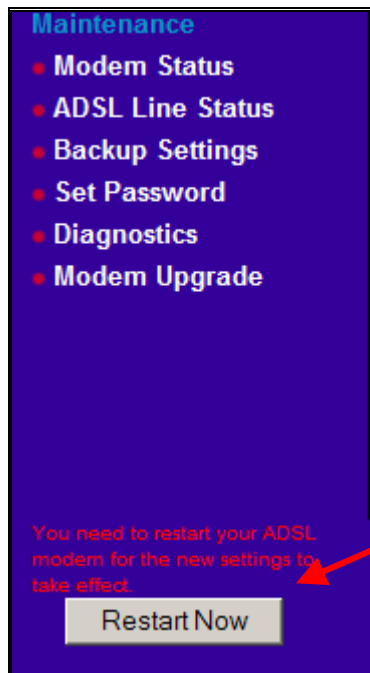 Maintenance
Modem Status
ADSL Line Status
Backup Settings
Set Password
Diagnostics
Modem Upgrade
You need to restart your ADSL
modem for the new settings to
take effect.
Restart Now